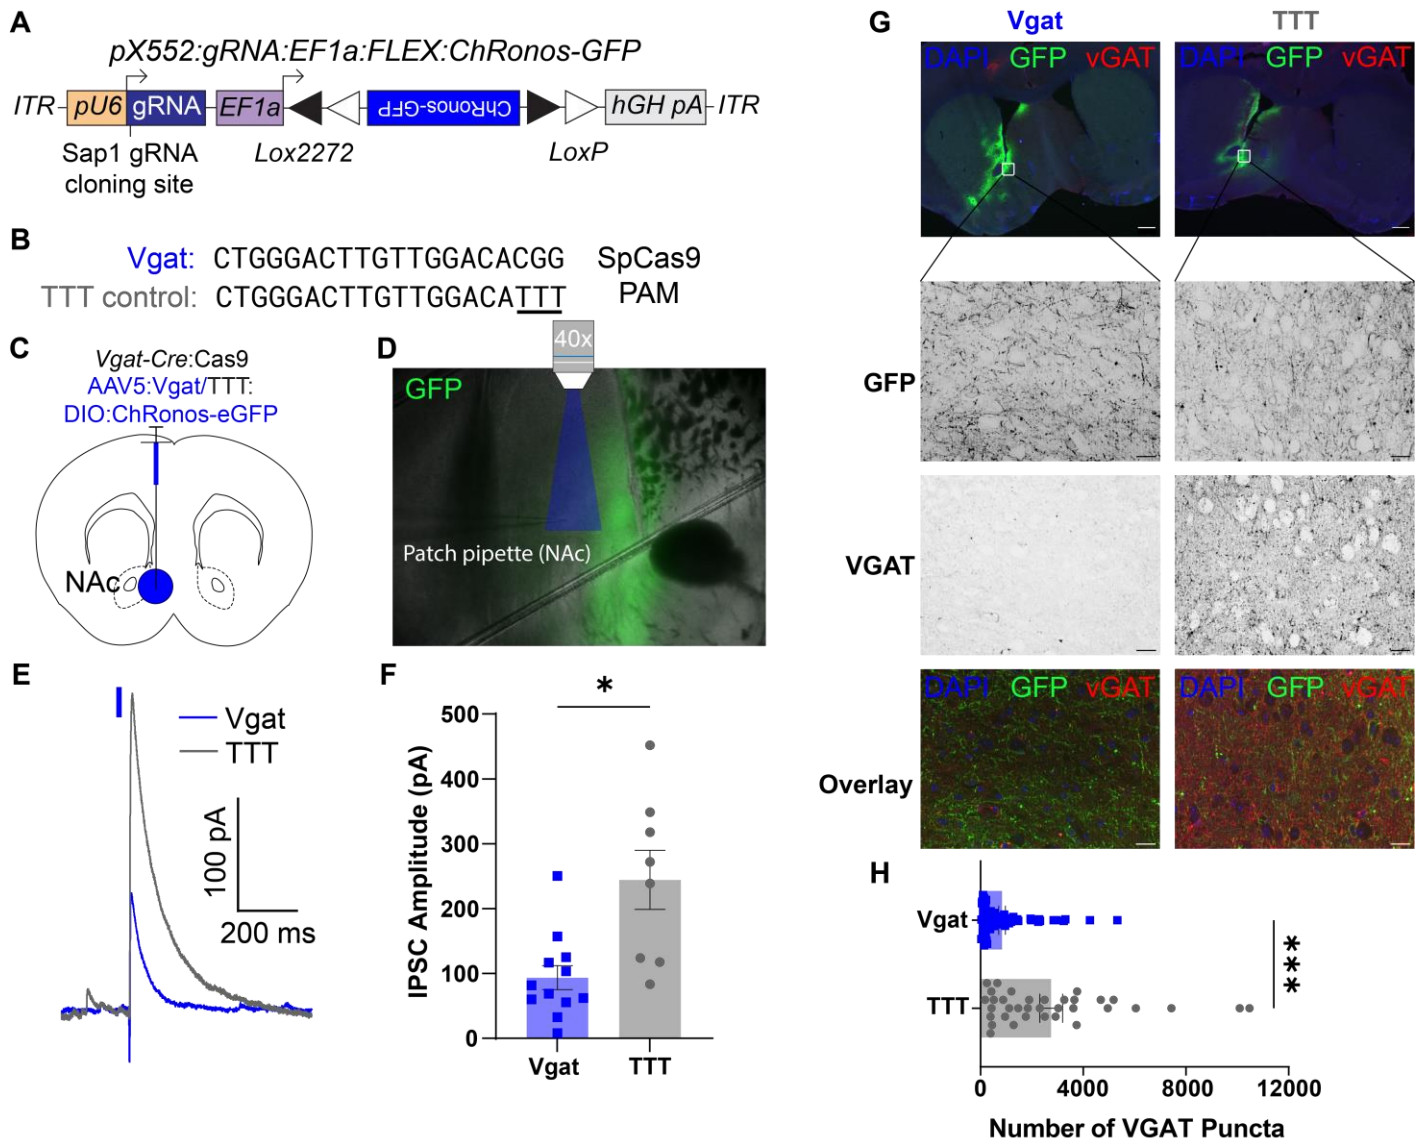 A
pX552:gRNA:EF1a:FLEX:ChRonos-GFP
ITR
pU6
gRNA
EF1a
ChRonos-GFP
hGH pA
ITR
Sap1 gRNA
cloning site
Lox2272
LoxP
B
Vgat: CTGGGACTTGTTGGACACGG
TTT control: CTGGGACTTGTTGGACATTT
SpCas9
PAM
C
Vgat-Cre:Cas9
AAV5:Vgat/TTT:
DIO:ChRonos-eGFP
NAc
D
40x
GFP
Patch pipette (NAc)
E
Vgat
TTT
100 pA
200 ms
F
*
IPSC Amplitude (pA)
500
400
300
200
100
0
Vgat
TTT
G
Vgat
TTT
DAPI GFP vGAT
DAPI GFP vGAT
GFP
VGAT
Overlay
DAPI GFP vGAT
DAPI GFP vGAT
H
Vgat
TTT
***
0 4000 8000 12000
Number of VGAT Puncta